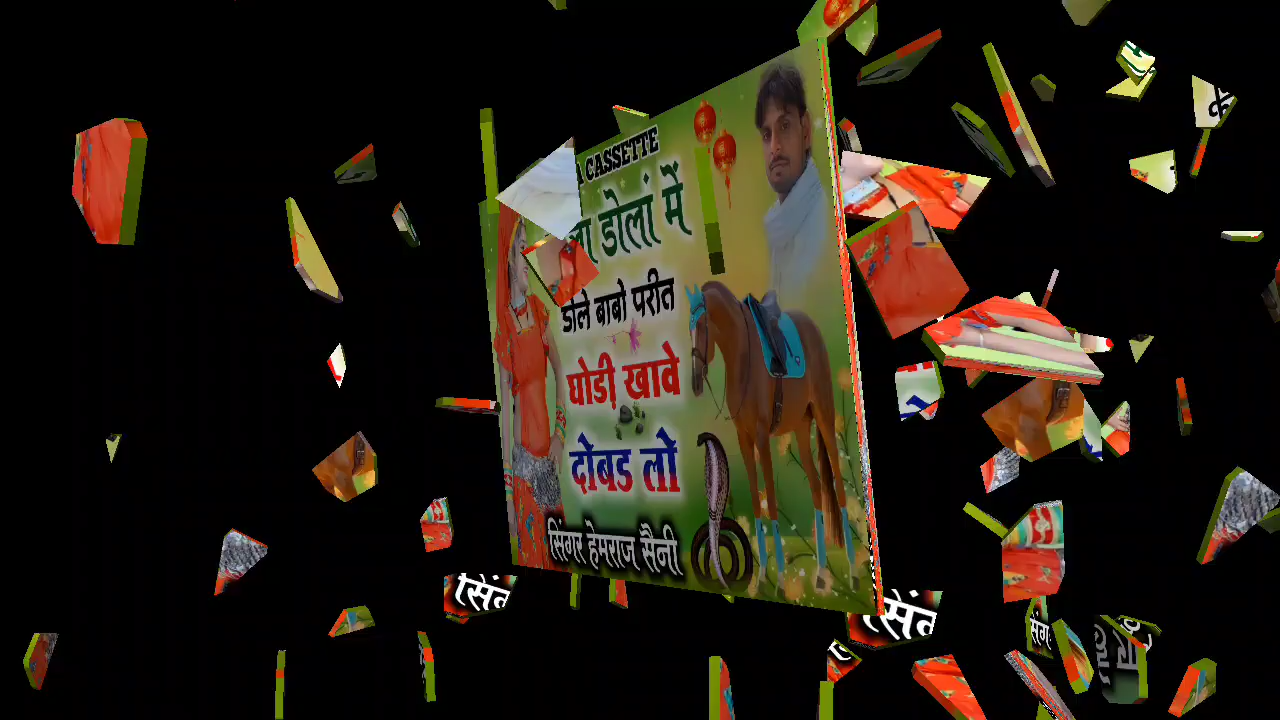 CASSETTE
डोलां में
डोले बाबो परीत
घोडी खावे
दोबड लो
सिंगर हेमराज सैनी
सिंव
सिंव
सिंग